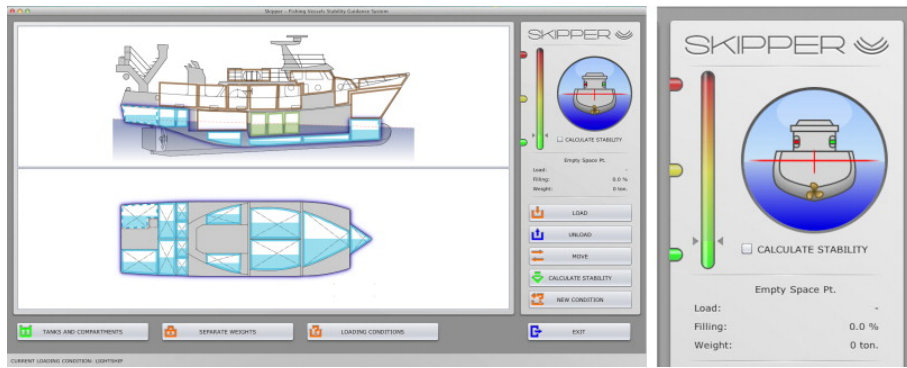 Skipper - Fishing Vessels Stability Guidance System
SKIPPER
CALCULATE STABILITY
Empty Space Pt.
Load: -
Filling: 0.0 %
Weight: 0 ton.
LOAD
UNLOAD
MOVE
CALCULATE STABILITY
NEW CONDITION
TANKS AND COMPARTMENTS
SEPARATE WEIGHTS
LOADING CONDITIONS
EXIT
CURRENT LOADING CONDITION: LIGHTSHIP
SKIPPER
CALCULATE STABILITY
Empty Space Pt.
Load: -
Filling: 0.0 %
Weight: 0 ton.